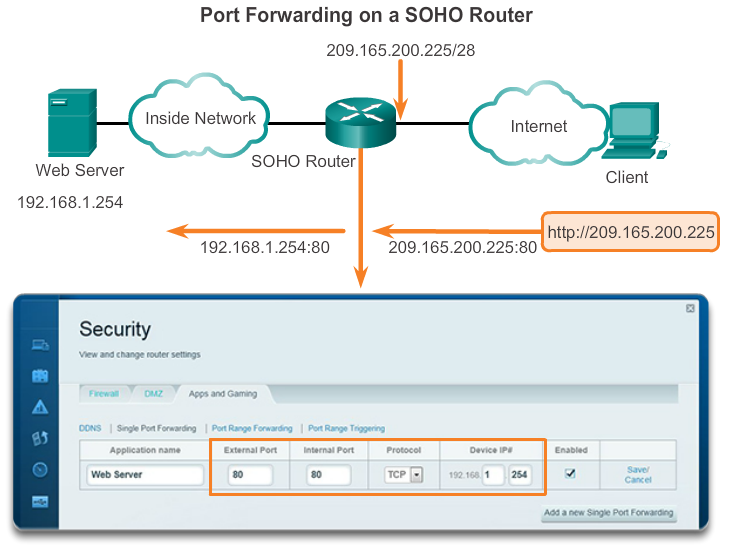 Port Forwarding on a SOHO Router
209.165.200.225/28
Inside Network
Internet
SOHO Router
Web Server
Client
192.168.1.254
192.168.1.254:80
209.165.200.225:80
http://209.165.200.225
Security
View and change router settings
Firewall DMZ Apps and Gaming
DDNS | Single Port Forwarding | Port Range Forwarding | Port Range Triggering
Application name External Port Internal Port Protocol Device IP# Enabled
Web Server 80 80 TCP 192.168. 1 254 Save/
Cancel
Add a new Single Port Forwarding